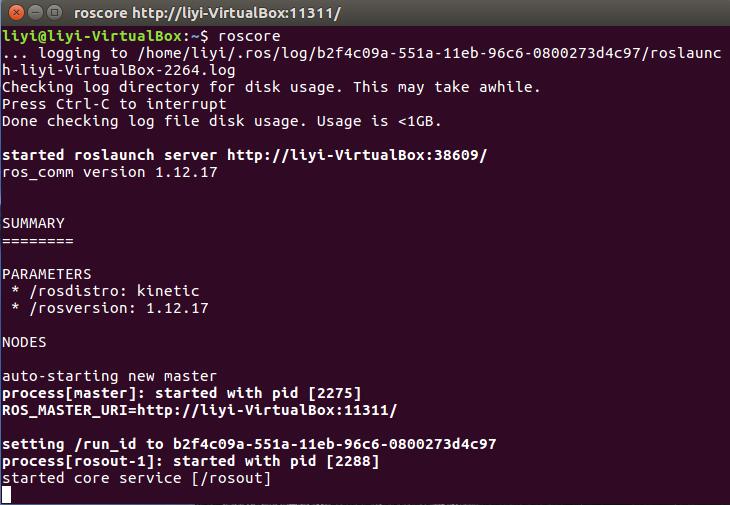 roscore http://liyi-VirtualBox:11311/
liyi@liyi-VirtualBox:~$ roscore
... logging to /home/liyi/.ros/log/b2f4c09a-551a-11eb-96c6-0800273d4c97/roslaunc
h-liyi-VirtualBox-2264.log
Checking log directory for disk usage. This may take awhile.
Press Ctrl-C to interrupt
Done checking log file disk usage. Usage is <1GB.
started roslaunch server http://liyi-VirtualBox:38609/
ros_comm version 1.12.17
SUMMARY
========
PARAMETERS
 * /rosdistro: kinetic
 * /rosversion: 1.12.17
NODES
auto-starting new master
process[master]: started with pid [2275]
ROS_MASTER_URI=http://liyi-VirtualBox:11311/
setting /run_id to b2f4c09a-551a-11eb-96c6-0800273d4c97
process[rosout-1]: started with pid [2288]
started core service [/rosout]